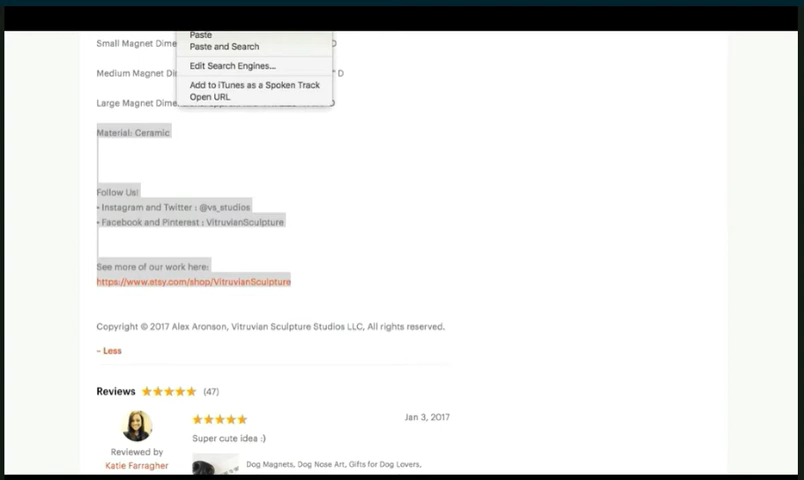 Paste
Small Magnet Dime D
Paste and Search
Edit Search Engines...
Medium Magnet Di " D
Add to iTunes as a Spoken Track
Open URL
Large Magnet Dime D
Material: Ceramic
Follow Us!
- Instagram and Twitter : @vs_studios
- Facebook and Pinterest : VitruvianSculpture
See more of our work here:
https://www.etsy.com/shop/VitruvianSculpture
Copyright © 2017 Alex Aronson, Vitruvian Sculpture Studios LLC, All rights reserved.
– Less
Reviews (47)
Jan 3, 2017
Super cute idea :)
Reviewed by
Katie Farragher
Dog Magnets, Dog Nose Art, Gifts for Dog Lovers,